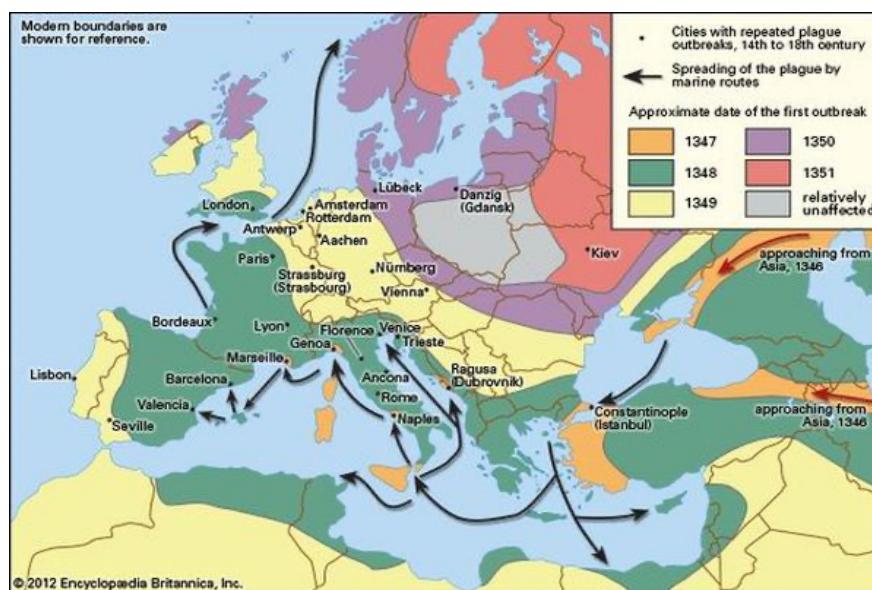 Modern boundaries are
shown for reference.
Cities with repeated plague
outbreaks, 14th to 18th century
Spreading of the plague by
marine routes
Approximate date of the first outbreak
1347
1350
1348
1351
1349
relatively
unaffected
Lübeck
Danzig
(Gdansk)
London
Amsterdam
Rotterdam
Antwerp
Aachen
Kiev
approaching from
Asia, 1346
Paris
Nürnberg
Strassburg
(Strasbourg)
Vienna
Bordeaux
Lyon
Florence
Venice
Genoa
Trieste
Marseille
Ragusa
(Dubrovnik)
Lisbon
Barcelona
Ancona
Valencia
Rome
Constantinople
(Istanbul)
approaching from
Asia, 1346
Seville
Naples
© 2012 Encyclopædia Britannica, Inc.